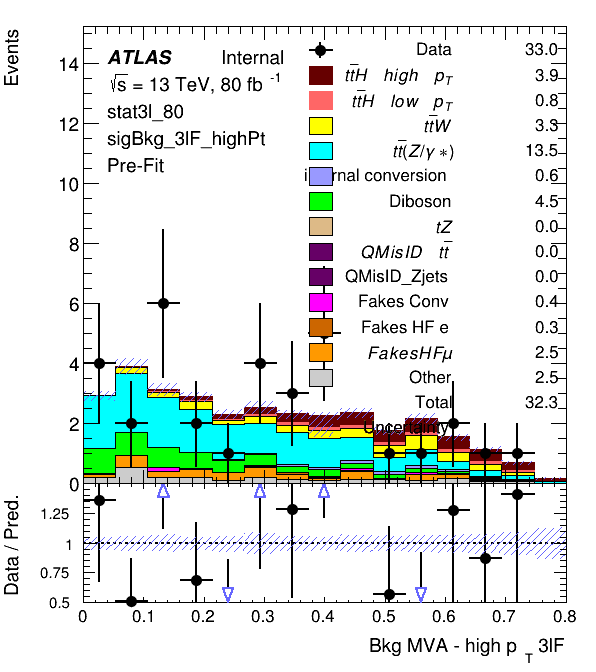 Events
14
12
10
8
6
4
2
0
ATLAS Internal
√s = 13 TeV, 80 fb -1
stat3l_80
sigBkg_3lF_highPt
Pre-Fit
Data 33.0
tt̄H high p_T 3.9
tt̄H low p_T 0.8
tt̄W 3.3
tt̄(Z/γ∗) 13.5
conversion 0.6
Diboson 4.5
tZ 0.0
QMisID tt̄ 0.0
QMisID_Zjets 0.0
Fakes Conv 0.4
Fakes HF e 0.3
FakesHFμ 2.5
Other 2.5
Total 32.3
Uncertainty
Data / Pred.
1.25
1
0.75
0.5
0 0.1 0.2 0.3 0.4 0.5 0.6 0.7 0.8
Bkg MVA - high p T 3lF